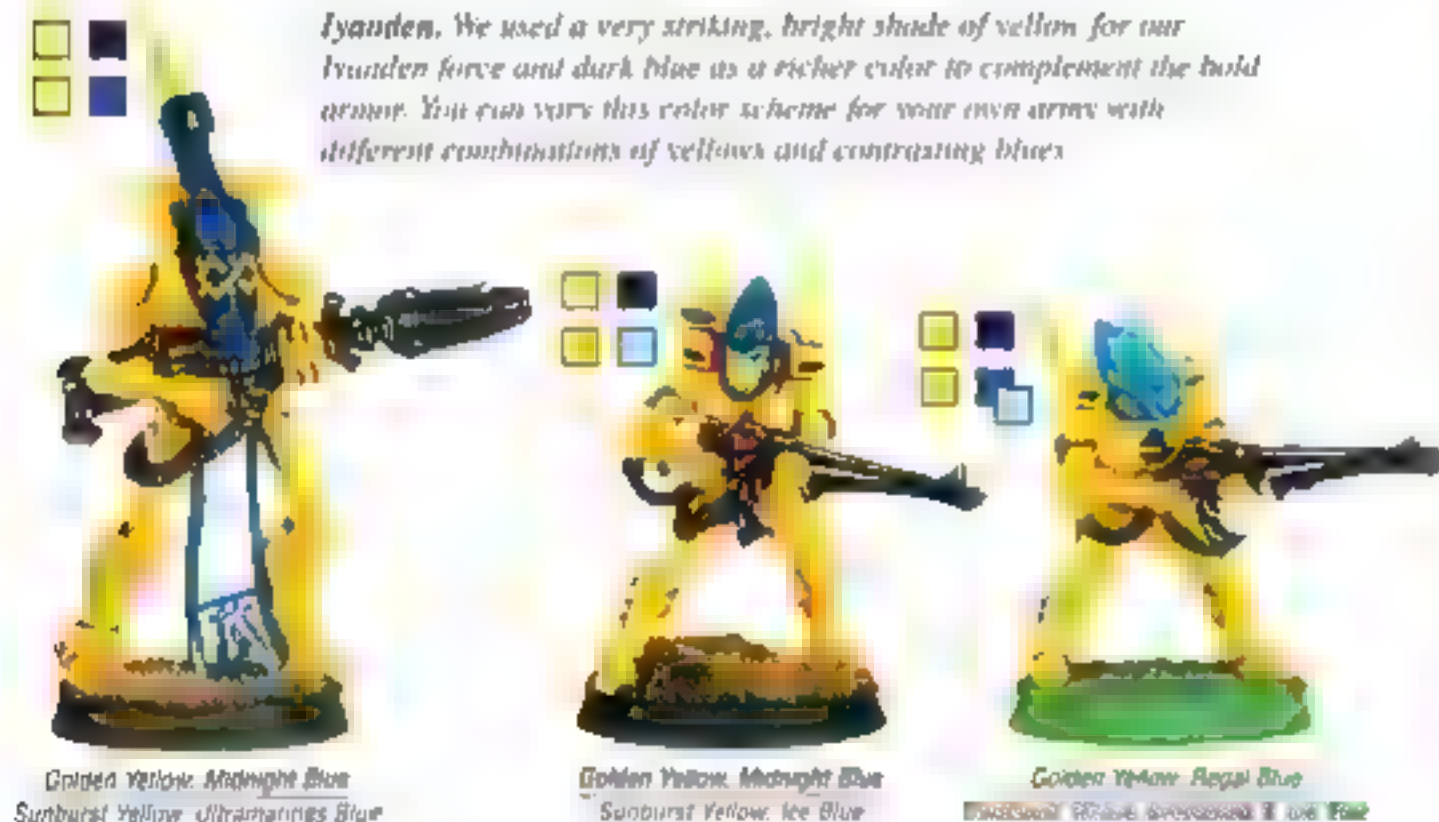 Iyanden. We used a very striking, bright shade of yellow for our
Iyanden force and dark blue as a richer color to complement the bold
armor. You can vary this color scheme for your own army with
different combinations of yellows and contrasting blues
Golden Yellow, Midnight Blue
Sunburst Yellow, Ultramarines Blue
Golden Yellow, Midnight Blue
Sunburst Yellow, Ice Blue
Golden Yellow, Regal Blue